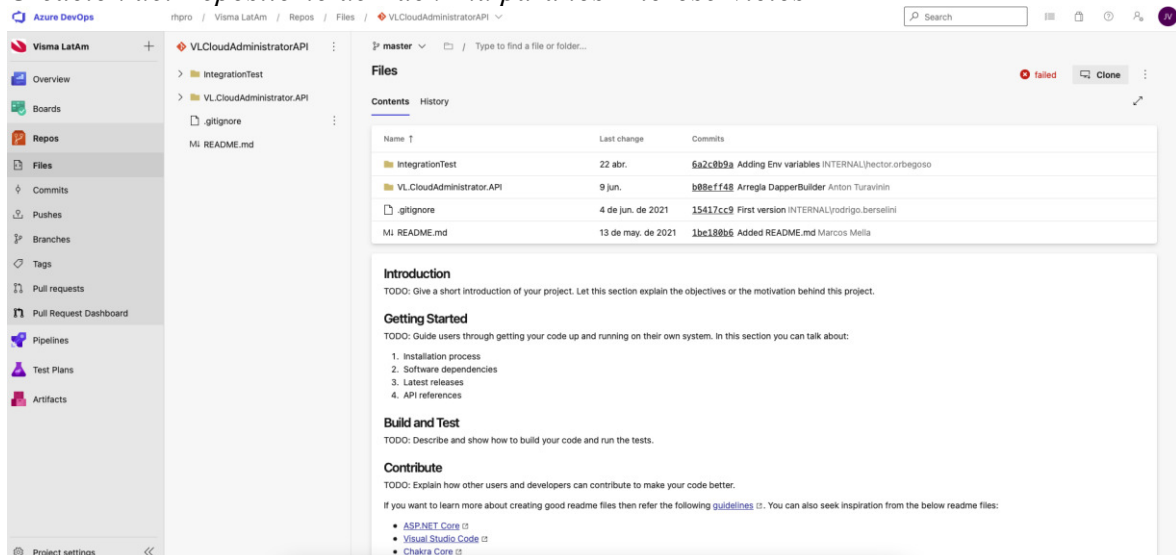 Azure DevOps
rhpro / Visma LatAm / Repos / Files / VLCloudAdministratorAPI
Search
JV
Visma LatAm
Overview
Boards
Repos
Files
Commits
Pushes
Branches
Tags
Pull requests
Pull Request Dashboard
Pipelines
Test Plans
Artifacts
Project settings
VLCloudAdministratorAPI
IntegrationTest
VL.CloudAdministrator.API
.gitignore
README.md
master / Type to find a file or folder...
Files
failed Clone
Contents History
Name ↑ Last change Commits
IntegrationTest 22 abr. 6a2c0b9a Adding Env variables INTERNAL\hector.orbegoso
VL.CloudAdministrator.API 9 jun. b08eff48 Arregla DapperBuilder Anton Turavinin
.gitignore 4 de jun. de 2021 15417cc9 First version INTERNAL\rodrigo.berselini
README.md 13 de may. de 2021 1be180b6 Added README.md Marcos Mella
Introduction
TODO: Give a short introduction of your project. Let this section explain the objectives or the motivation behind this project.
Getting Started
TODO: Guide users through getting your code up and running on their own system. In this section you can talk about:
1. Installation process
2. Software dependencies
3. Latest releases
4. API references
Build and Test
TODO: Describe and show how to build your code and run the tests.
Contribute
TODO: Explain how other users and developers can contribute to make your code better.
If you want to learn more about creating good readme files then refer the following guidelines. You can also seek inspiration from the below readme files:
• ASP.NET Core
• Visual Studio Code
• Chakra Core